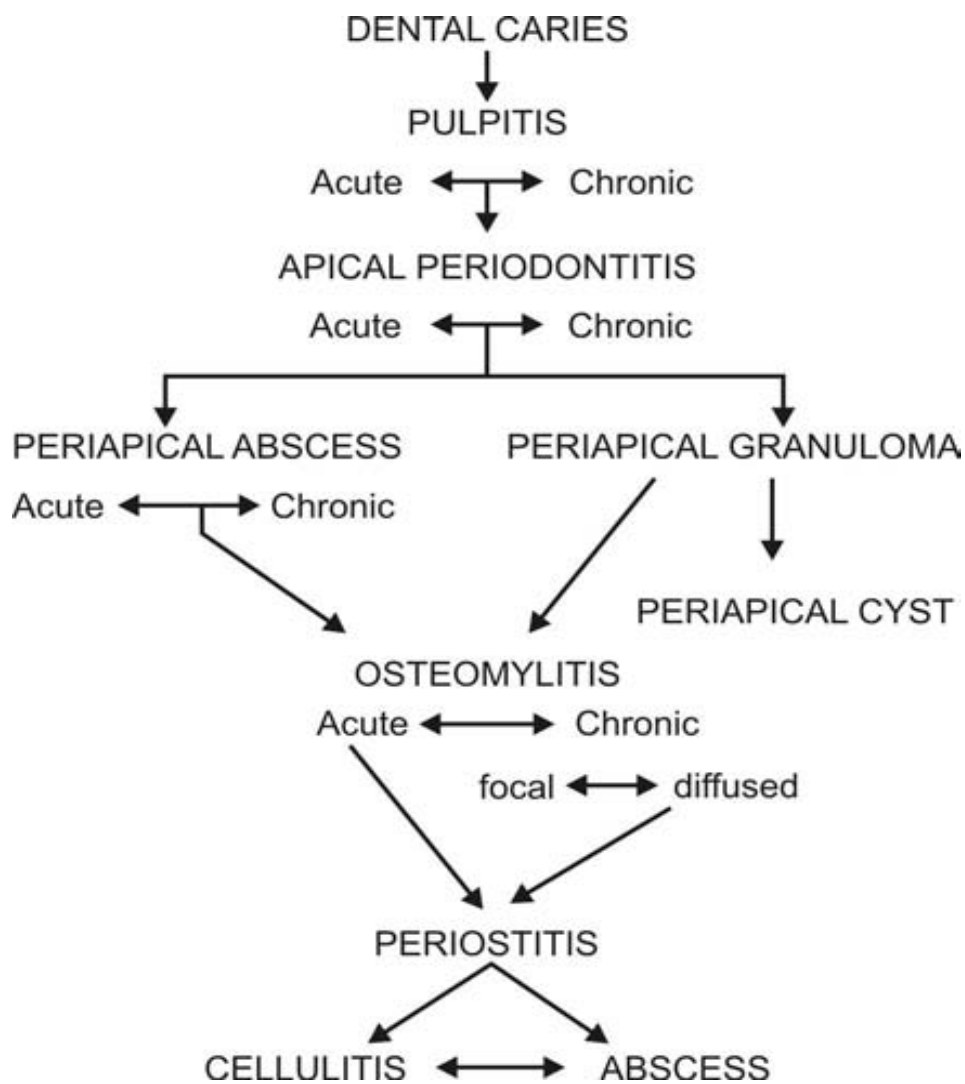 DENTAL CARIES
PULPITIS
Acute Chronic
APICAL PERIODONTITIS
Acute Chronic
PERIAPICAL ABSCESS PERIAPICAL GRANULOMA
Acute Chronic
PERIAPICAL CYST
OSTEOMYLITIS
Acute Chronic
focal diffused
PERIOSTITIS
CELLULITIS ABSCESS